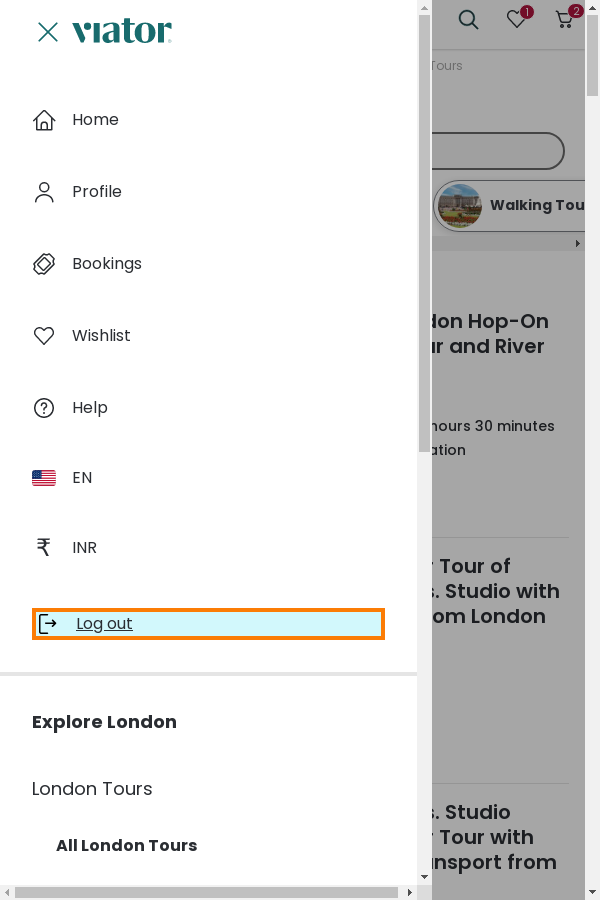 viator
1
2
Tours
Home
Profile
Walking Tou
Bookings
don Hop-On
Wishlist
ur and River
Help
hours 30 minutes
ation
EN
₹ INR
Tour of
s. Studio with
Log out
om London
Explore London
London Tours
s. Studio
Tour with
All London Tours
nsport from